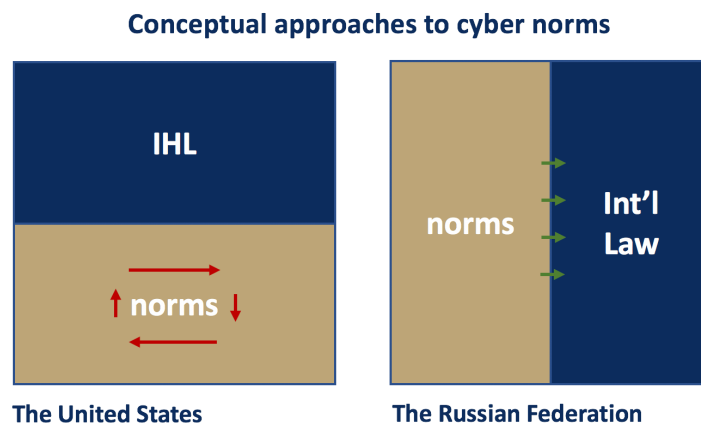 Conceptual approaches to cyber norms
IHL
norms
The United States
norms
Int'l
Law
The Russian Federation